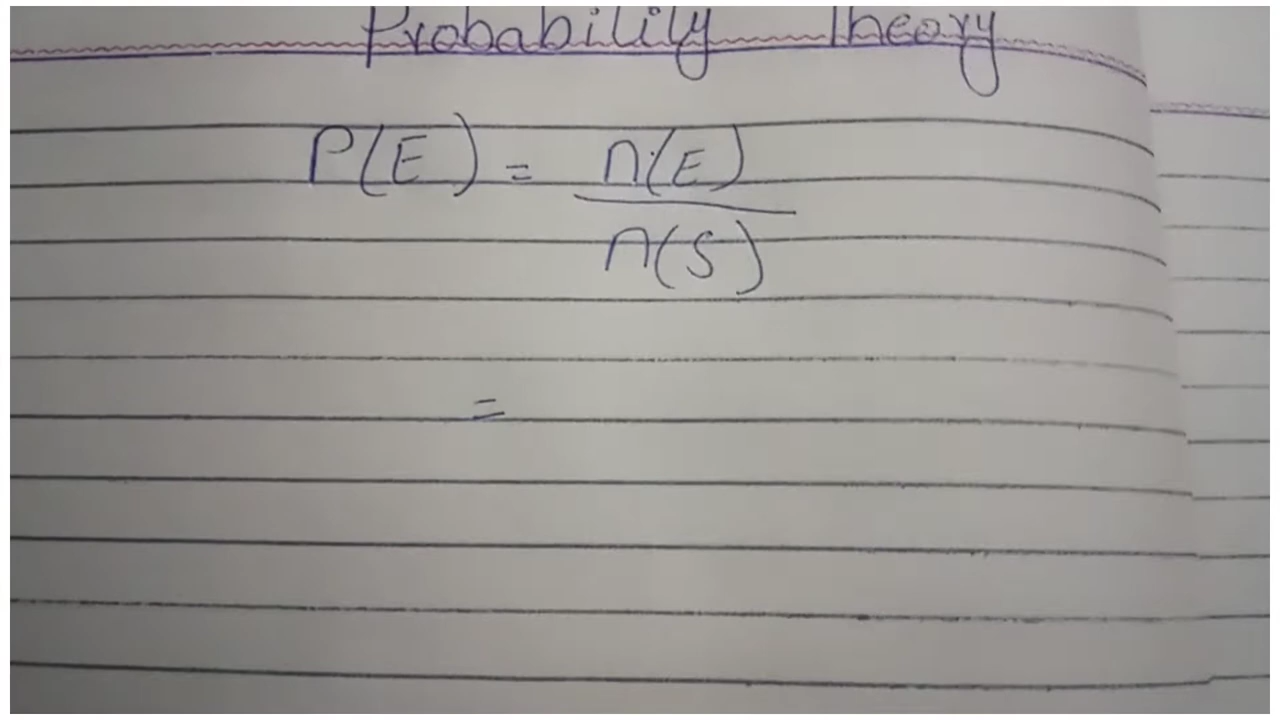 Probability Theory
P(E) = n(E)
n(S)
=